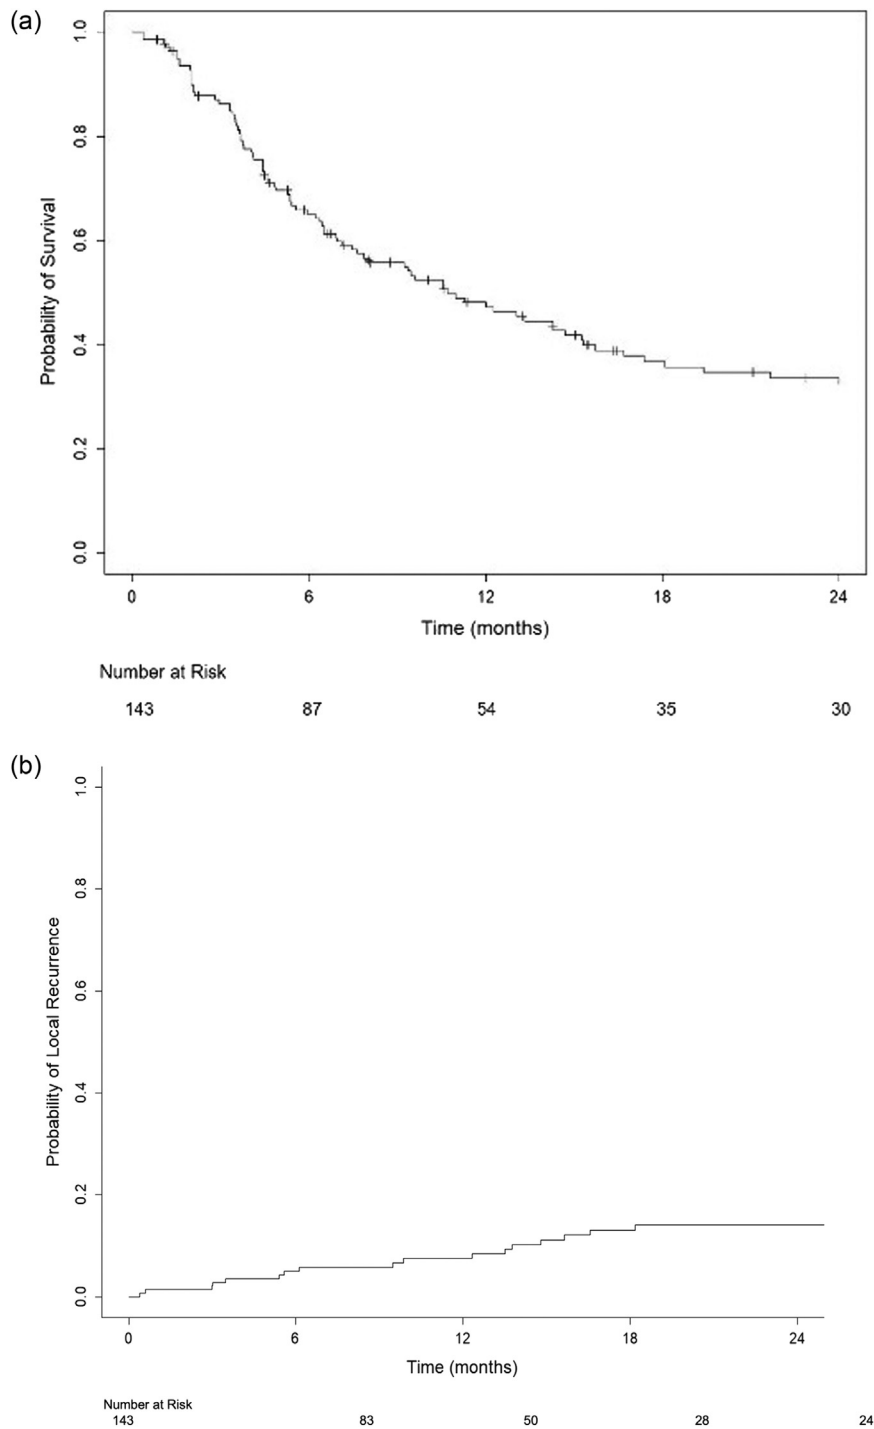 (a)
1.0
0.8
0.6
0.4
0.2
0.0
Probability of Survival
0 6 12 18 24
Time (months)
Number at Risk
143 87 54 35 30
(b)
1.0
0.8
0.6
0.4
0.2
0.0
Probability of Local Recurrence
0 6 12 18 24
Time (months)
Number at Risk
143 83 50 28 24